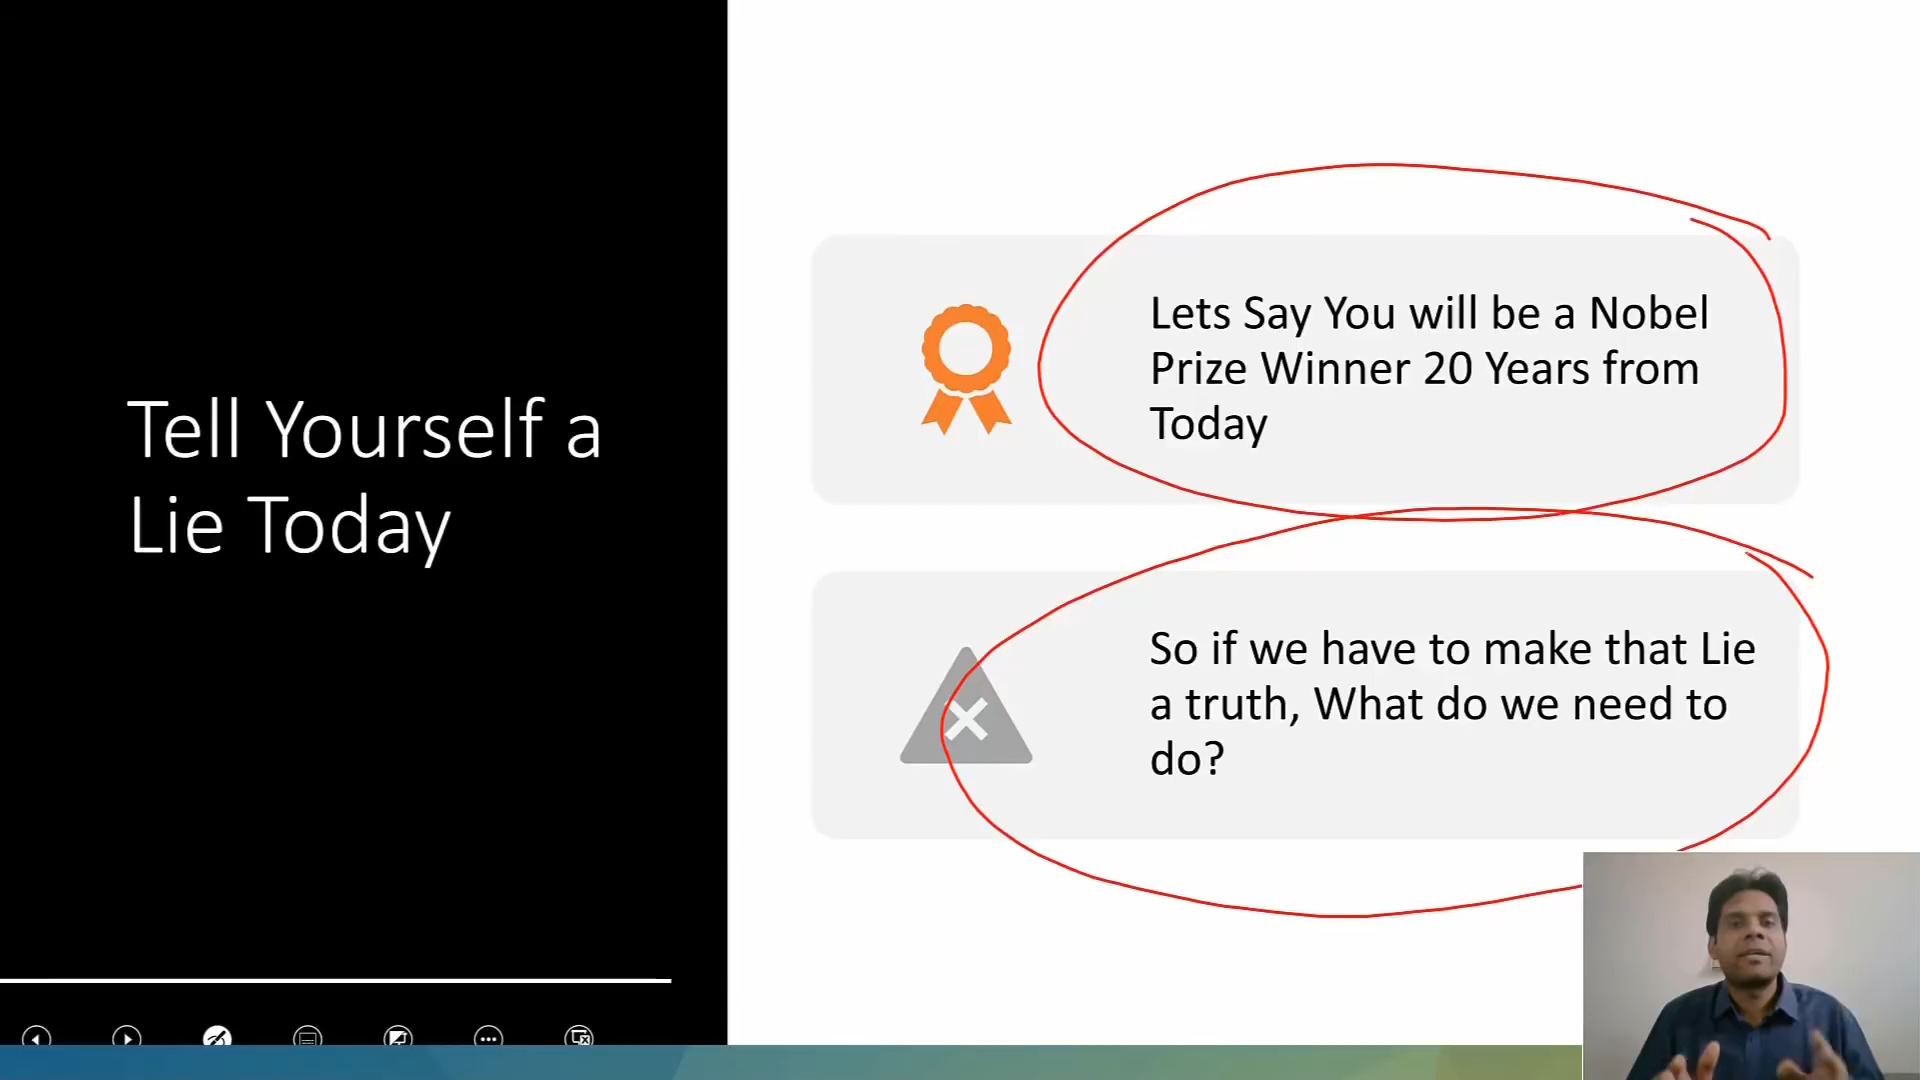 Tell Yourself a
Lie Today
Lets Say You will be a Nobel
Prize Winner 20 Years from
Today
So if we have to make that Lie
a truth, What do we need to
do?